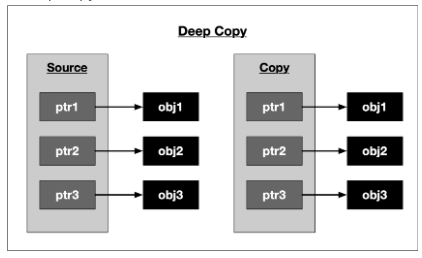 Deep Copy
Source
Copy
ptr1 obj1 ptr1 obj1
ptr2 obj2 ptr2 obj2
ptr3 obj3 ptr3 obj3